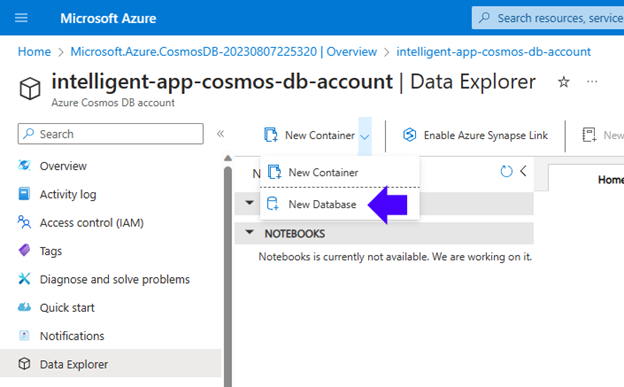 Microsoft Azure
Search resources, service
Home > Microsoft.Azure.CosmosDB-20230807225320 | Overview > intelligent-app-cosmos-db-account
intelligent-app-cosmos-db-account | Data Explorer
Azure Cosmos DB account
Search
New Container
Enable Azure Synapse Link
New
New Container
Home
New Database
NOTEBOOKS
Notebooks is currently not available. We are working on it.
Overview
Activity log
Access control (IAM)
Tags
Diagnose and solve problems
Quick start
Notifications
Data Explorer